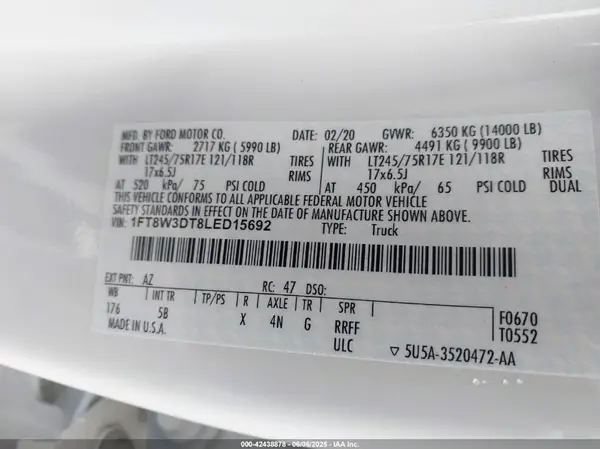 MFD. BY FORD MOTOR CO. DATE: 02/20 GVWR: 6350 KG (14000 LB)
FRONT GAWR: 2717 KG ( 5990 LB) REAR GAWR: 4491 KG ( 9900 LB)
WITH LT245/75R17E 121/118R TIRES WITH LT245/75R17E 121/118R TIRES
17x6.5J RIMS 17x6.5J RIMS
AT 520 kPa/ 75 PSI COLD AT 450 kPa/ 65 PSI COLD DUAL
THIS VEHICLE CONFORMS TO ALL APPLICABLE FEDERAL MOTOR VEHICLE
SAFETY STANDARDS IN EFFECT ON THE DATE OF MANUFACTURE SHOWN ABOVE.
VIN: 1FT8W3DT8LED15692 TYPE: Truck
EXT PNT: AZ RC: 47 DSO:
WB INT TR TP/PS R AXLE TR SPR F0670
176 5B X 4N G RRFF T0552
MADE IN U.S.A. ULC ▽ 5U5A-3520472-AA
000-42438878 - 06/06/2025 - IAA Inc.